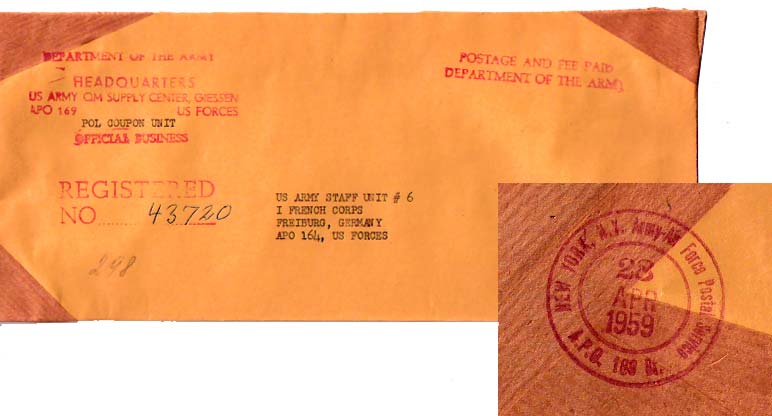 DEPARTMENT OF THE ARMY
HEADQUARTERS
US ARMY QM SUPPLY CENTER, GIESSEN
APO 169 US FORCES
POL COUPON UNIT
OFFICIAL BUSINESS
POSTAGE AND FEE PAID
DEPARTMENT OF THE ARMY
REGISTERED
NO. 43720
298
US ARMY STAFF UNIT # 6
I FRENCH CORPS
FREIBURG, GERMANY
APO 164, US FORCES
NEW YORK, N.Y. Army-Air Force Postal Service
28
APR
1959
A.P.O. 169